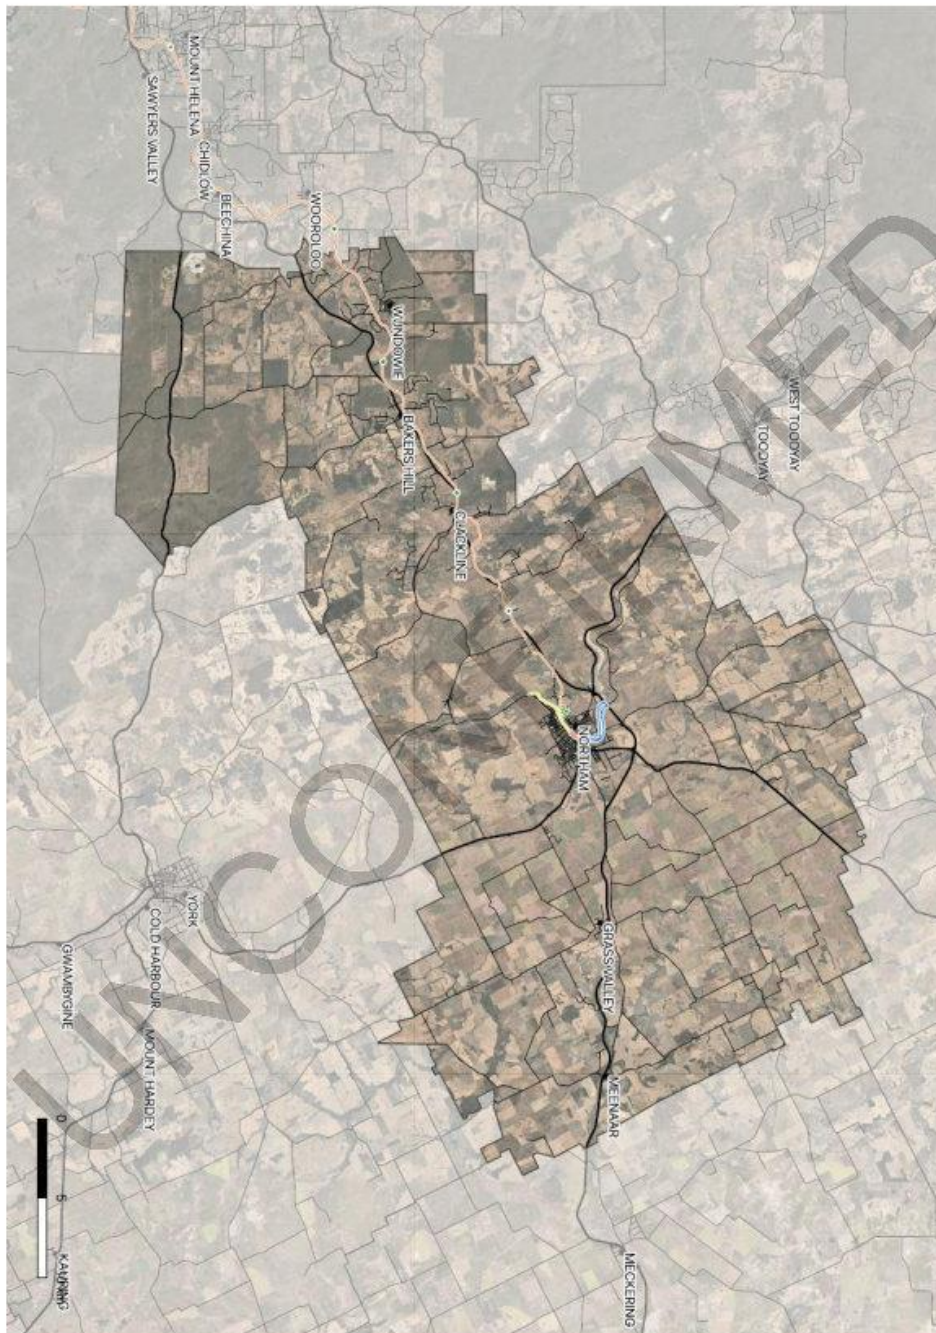 MOUNT HELENA
SAWYERS VALLEY
CHIDLOW
BEECHINA
WOOROLOO
WUNDOWIE
BAKERS HILL
CLACKLINE
WEST TOODYAY
TOODYAY
NORTHAM
YORK
COLD HARBOUR
GWAMBYGINE
MOUNT HARDEY
GRASS VALLEY
MEENAAR
MECKERING
0
5
UNCONFIRMED